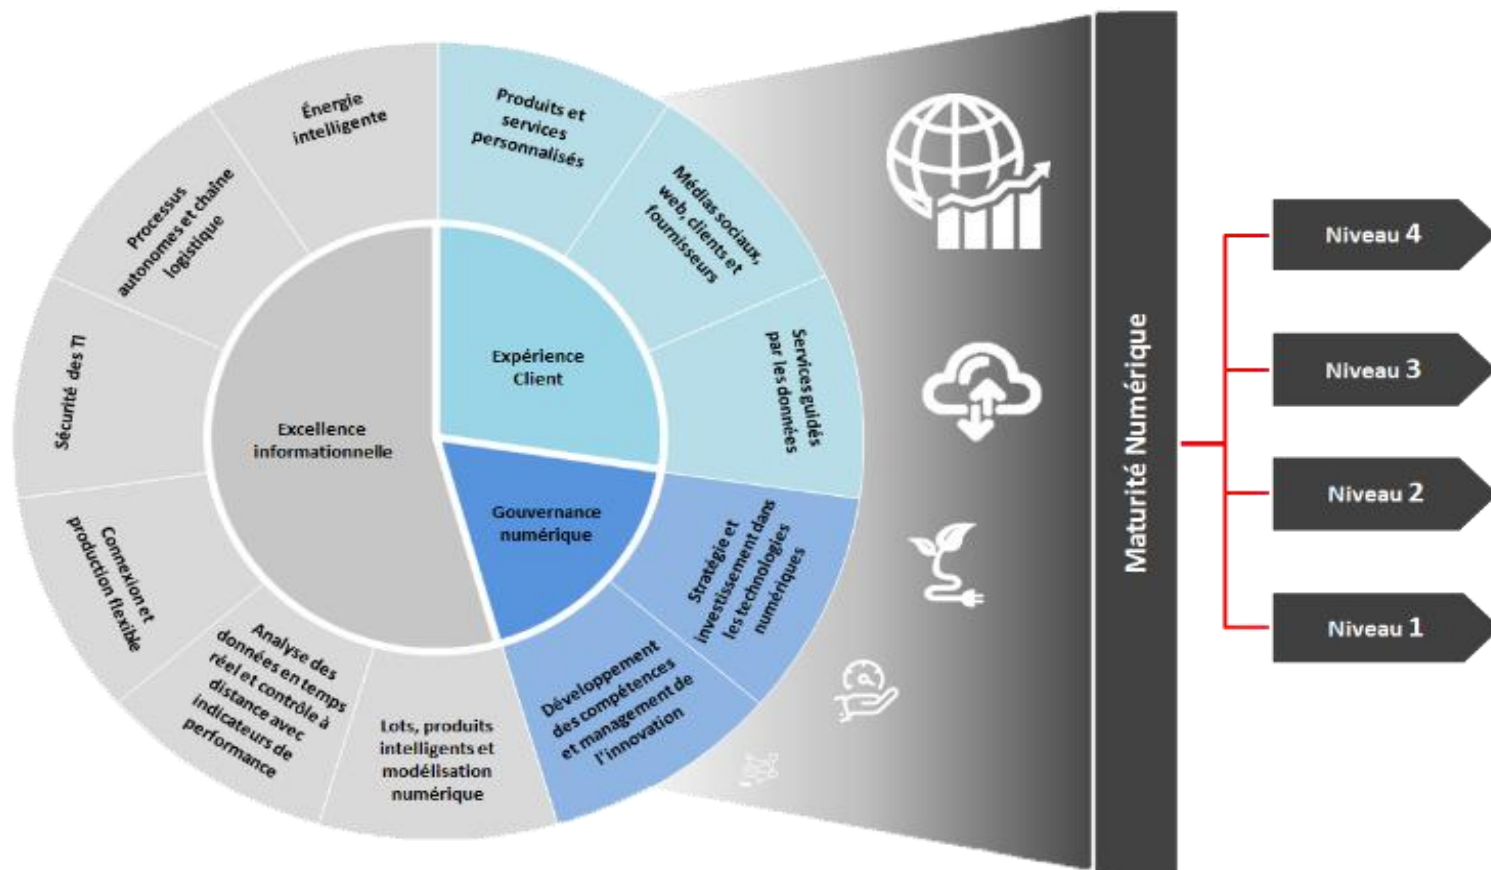 Énergie
intelligente
Produits et
services
personnalisés
Médias sociaux,
web, clients et
fournisseurs
Services guidés
par les données
Stratégie et
investissement dans
les technologies
numériques
Développement
des compétences
et management de
l'innovation
Lots, produits
intelligents et
modélisation
numérique
Analyse des
données en temps
réel et contrôle à
distance avec
indicateurs de
performance
Connexion et
production flexible
Sécurité des TI
Processus
autonomes et chaîne
logistique
Expérience
Client
Gouvernance
numérique
Excellence
informationnelle
Maturité Numérique
Niveau 4
Niveau 3
Niveau 2
Niveau 1